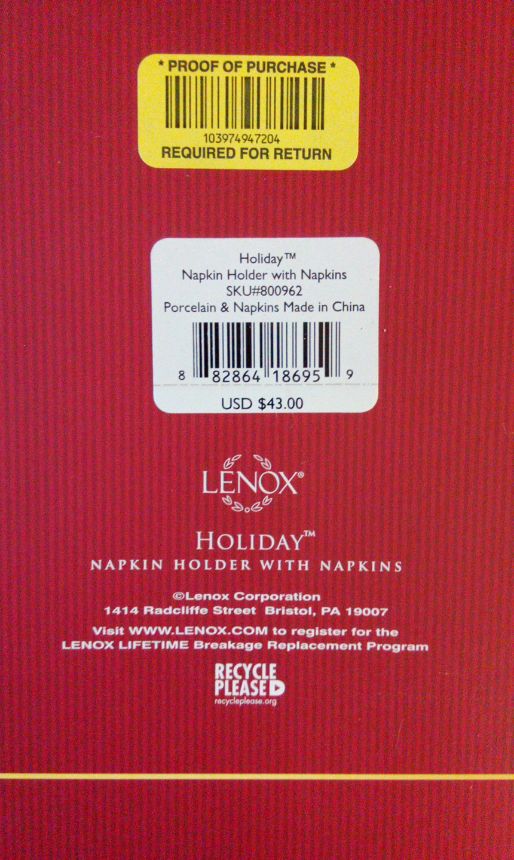 * PROOF OF PURCHASE *
103974947204
REQUIRED FOR RETURN
Holiday™
Napkin Holder with Napkins
SKU#800962
Porcelain & Napkins Made in China
8 82864 18695 9
USD $43.00
LENOX®
HOLIDAY™
NAPKIN HOLDER WITH NAPKINS
©Lenox Corporation
1414 Radcliffe Street Bristol, PA 19007
Visit WWW.LENOX.COM to register for the
LENOX LIFETIME Breakage Replacement Program
RECYCLE
PLEASE
recycleplease.org